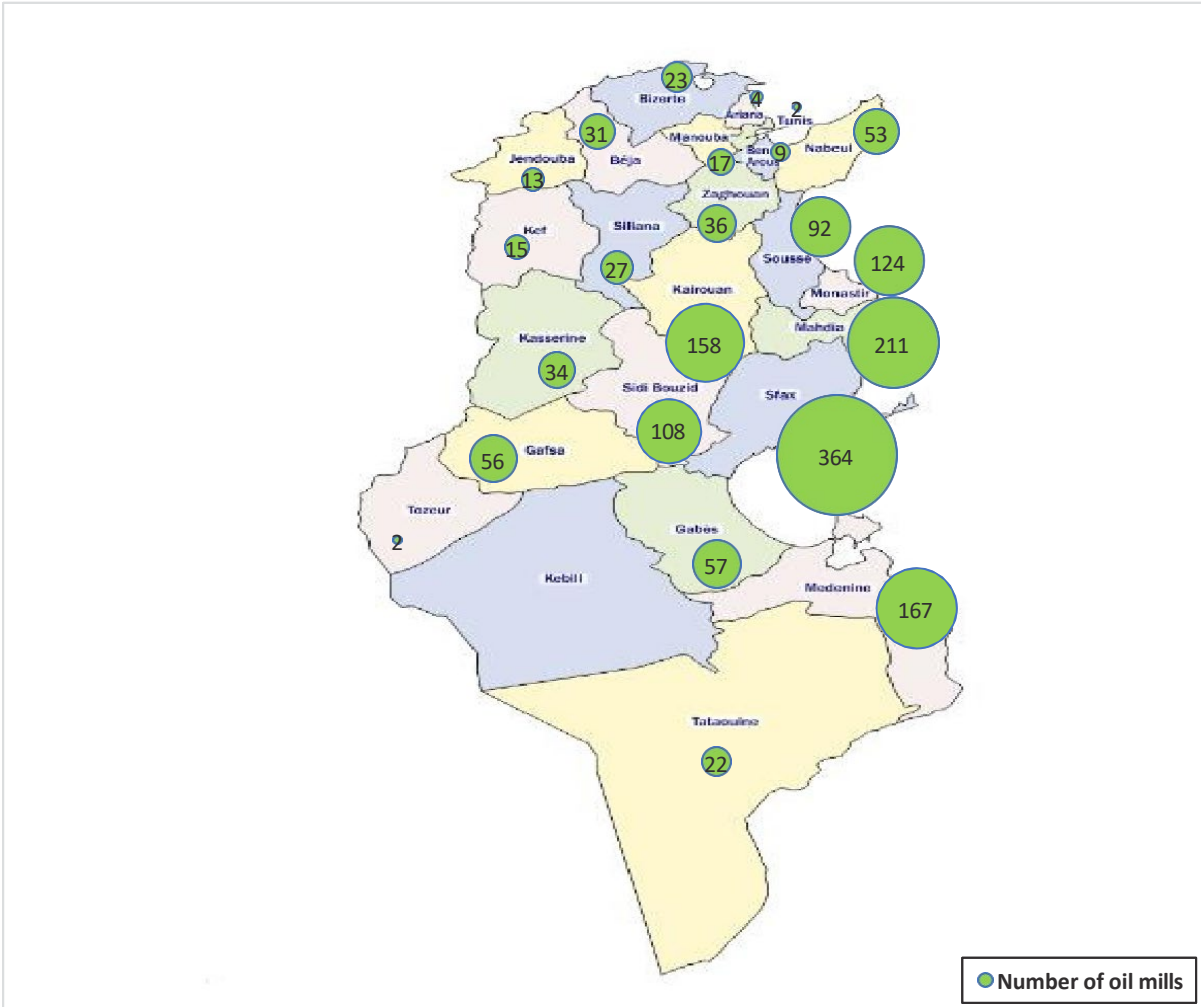 23
Bizerte
4
Ariana
2
Tunis
53
Nabeul
31
Béja
Manouba
17
Ben
Arous
9
Jendouba
13
Zaghouan
36
Kef
15
Siliana
27
92
Sousse
124
Monastir
Kairouan
158
Mahdia
211
Kasserine
34
Sidi Bouzid
108
Sfax
364
Gafsa
56
Tozeur
2
Gabès
57
Kebili
Medenine
167
Tataouine
22
Number of oil mills